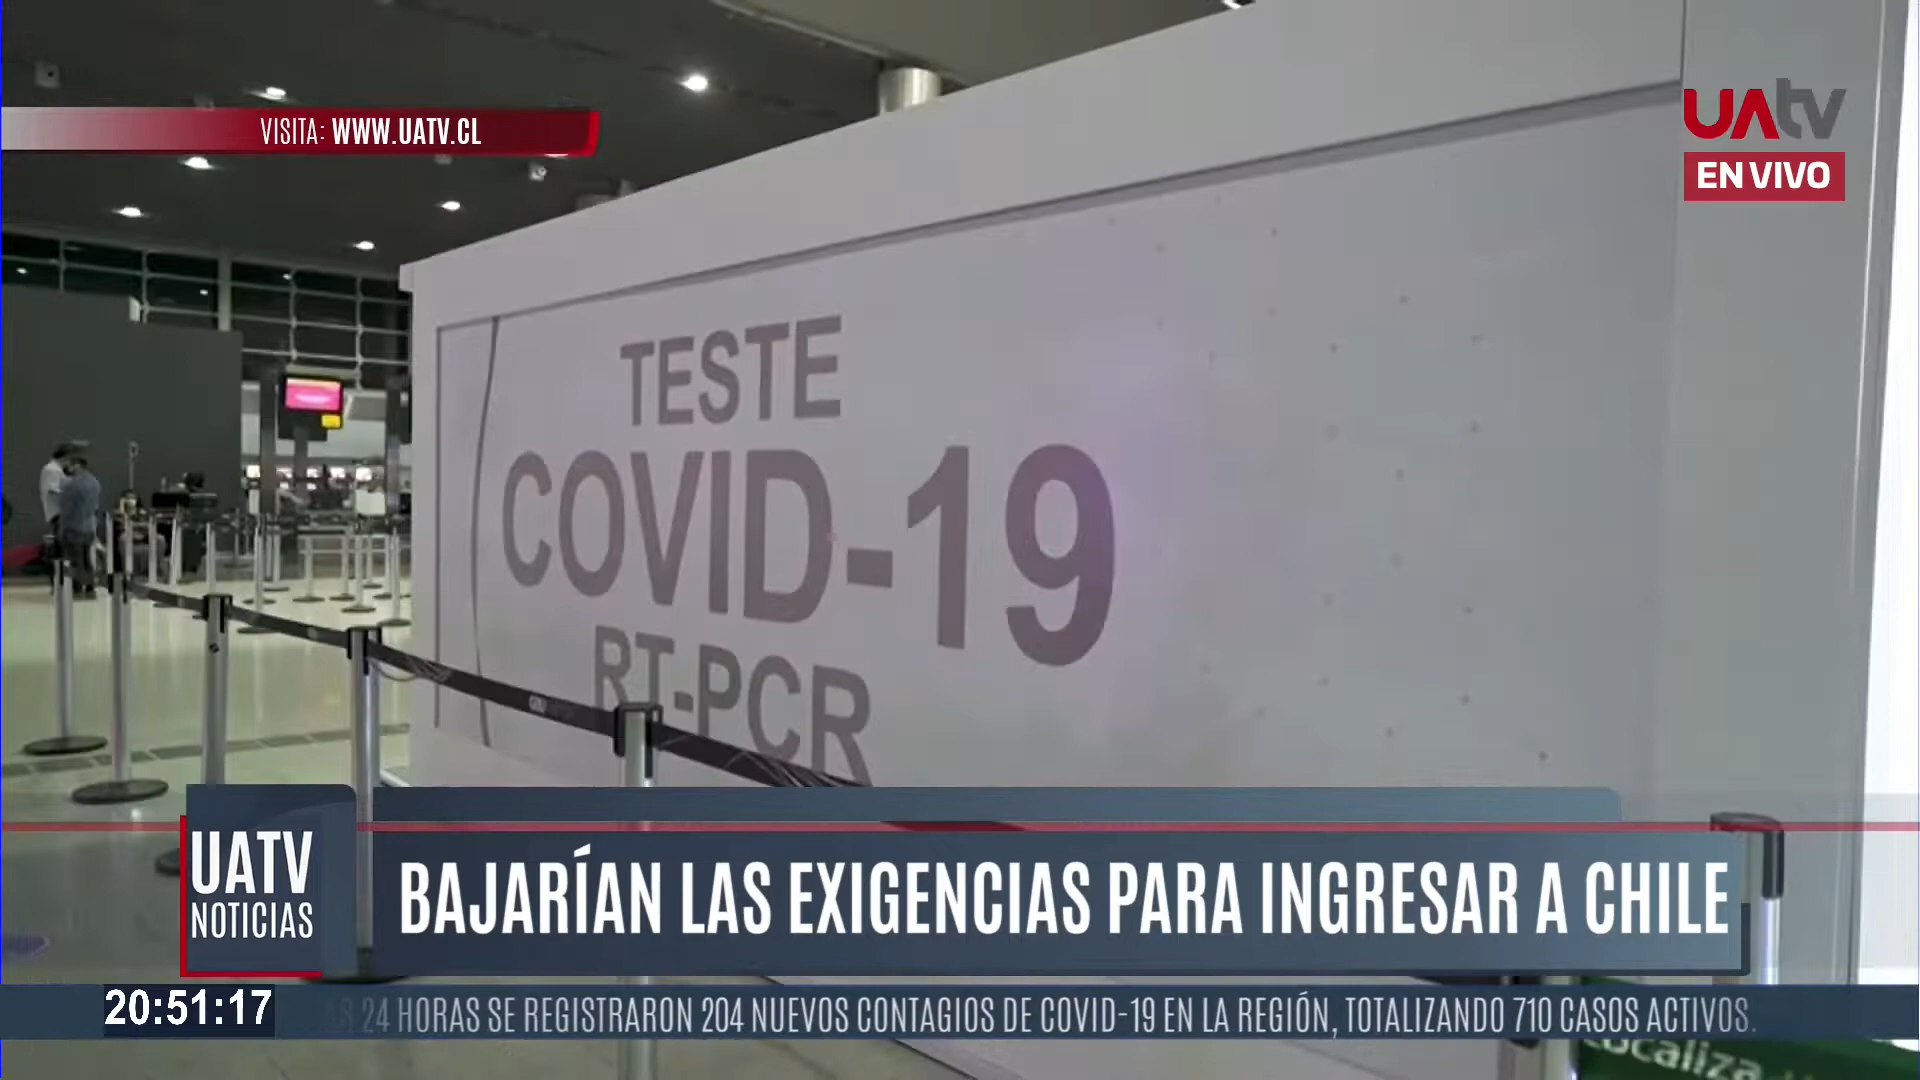 VISITA: WWW.UATV.CL
UAtv
EN VIVO
TESTE
COVID-19
RT-PCR
UATV
NOTICIAS
BAJARÍAN LAS EXIGENCIAS PARA INGRESAR A CHILE
20:51:17
AS 24 HORAS SE REGISTRARON 204 NUEVOS CONTAGIOS DE COVID-19 EN LA REGIÓN, TOTALIZANDO 710 CASOS ACTIVOS.
Localiza